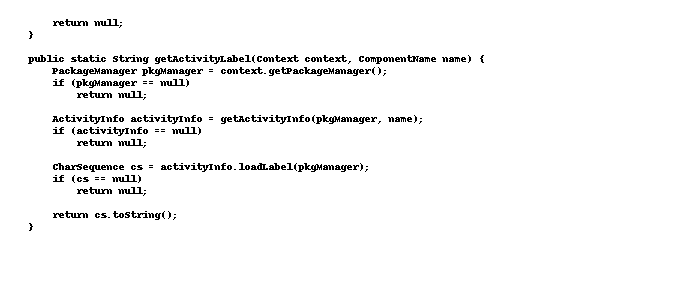 return null;
}
public static String getActivityLabel(Context context, ComponentName name) {
PackageManager pkgManager = context.getPackageManager();
if (pkgManager == null)
return null;
ActivityInfo activityInfo = getActivityInfo(pkgManager, name);
if (activityInfo == null)
return null;
CharSequence cs = activityInfo.loadLabel(pkgManager);
if (cs == null)
return null;
return cs.toString();
}